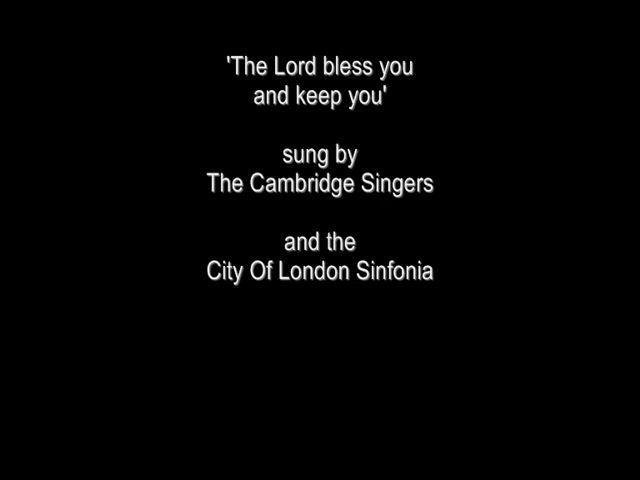 'The Lord bless you
and keep you'
sung by
The Cambridge Singers
and the
City Of London Sinfonia